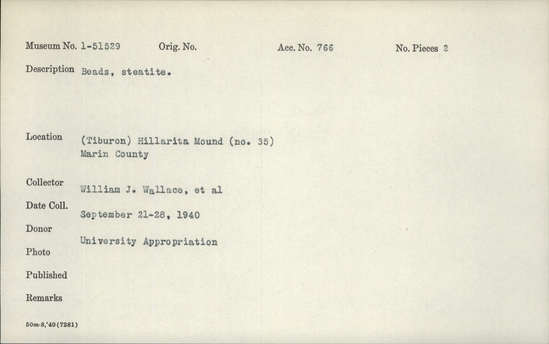 Museum No. 1-51529 Orig. No. Acc. No. 766 No. Pieces 2
Description Beads, steatite.
Location (Tiburon) Hillarita Mound (no. 35)
Marin County
Collector William J. Wallace, et al
Date Coll. September 21-28, 1940
Donor University Appropriation
Photo
Published
Remarks
50m-8,'40(7281)